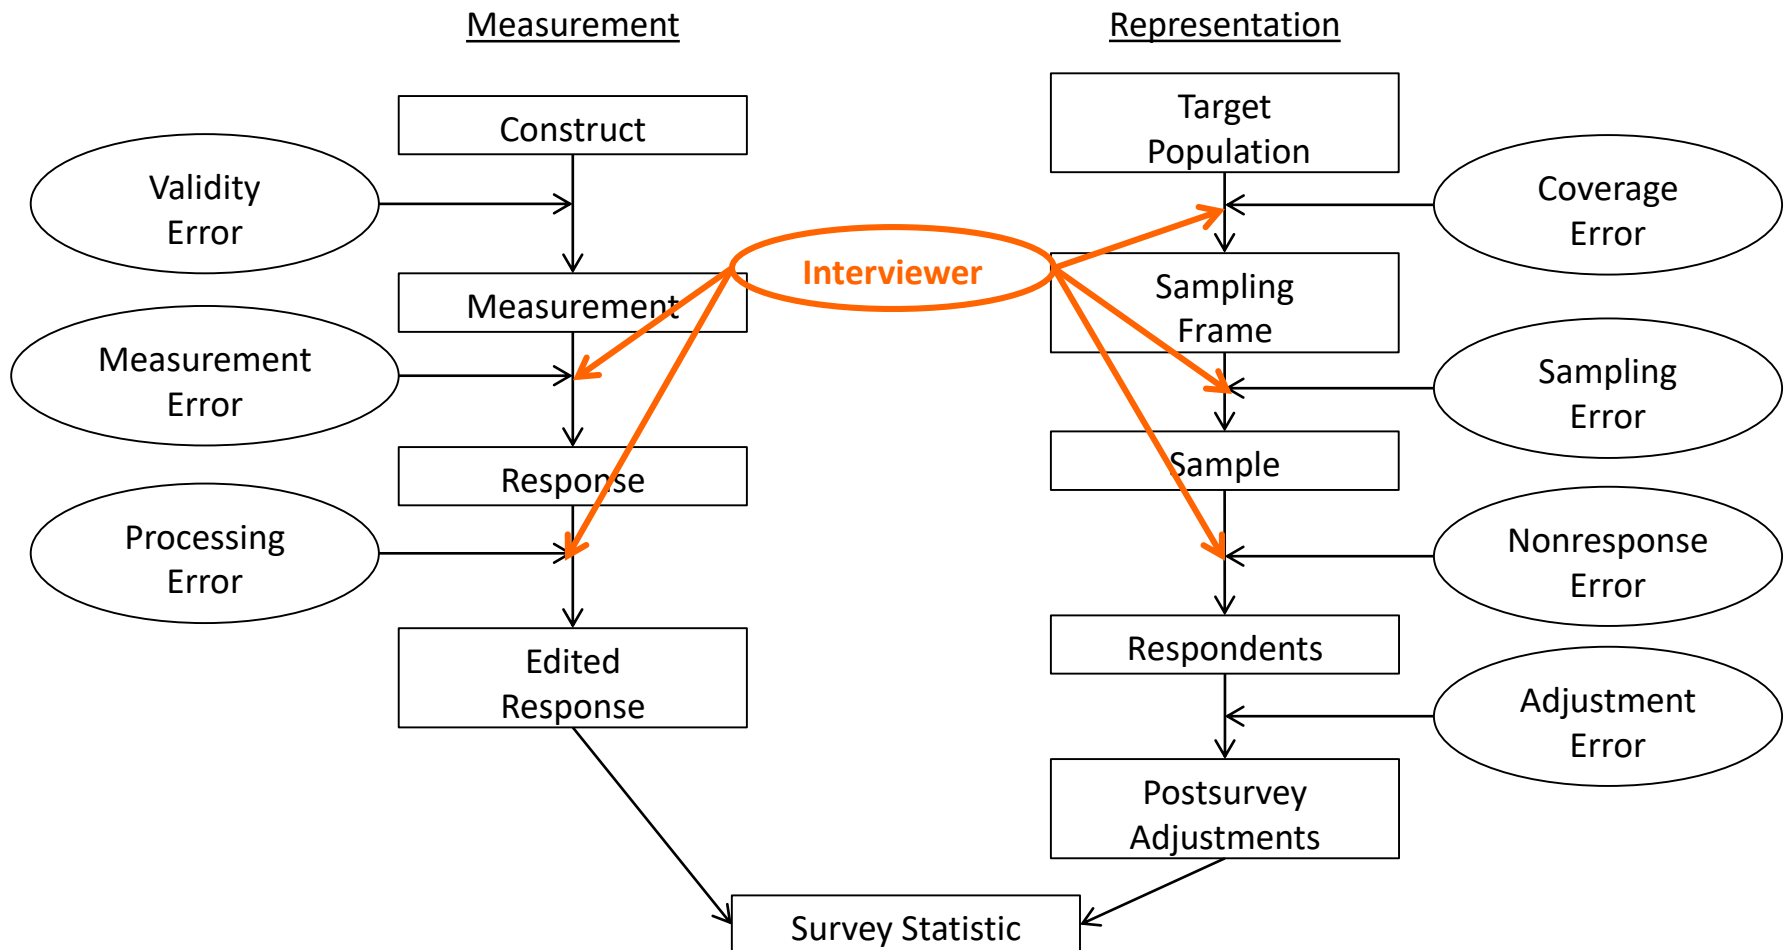 Measurement
Representation
Construct
Target
Population
Validity
Error
Coverage
Error
Interviewer
Measurement
Sampling
Frame
Measurement
Error
Sampling
Error
Response
Sample
Processing
Error
Nonresponse
Error
Edited
Response
Respondents
Adjustment
Error
Postsurvey
Adjustments
Survey Statistic